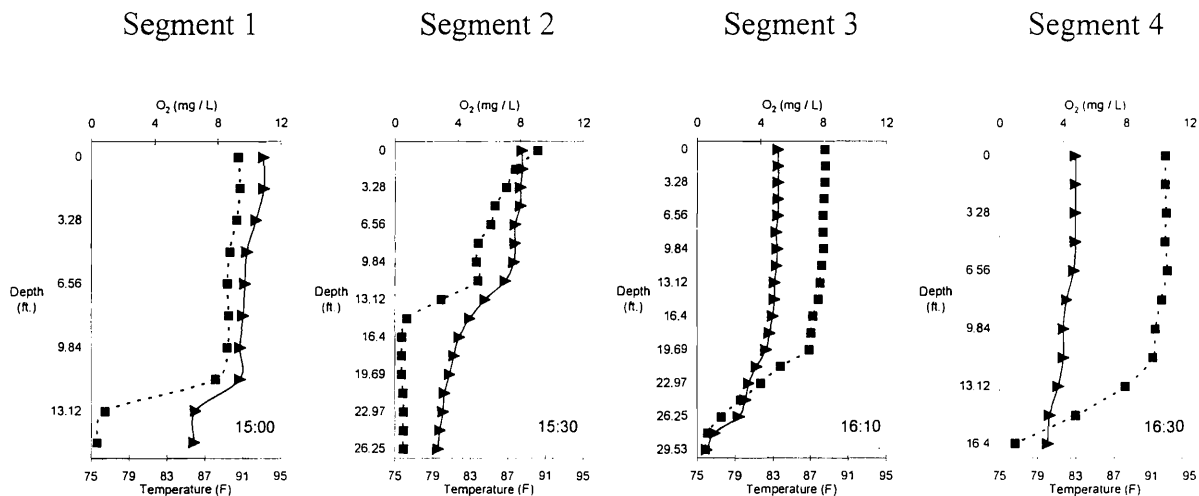 Segment 1 Segment 2 Segment 3 Segment 4
O2 (mg / L) O2 (mg / L) O2 (mg / L) O2 (mg / L)
0 4 8 12 0 4 8 12 0 4 8 12 0 4 8 12
0
3.28
6.56
Depth
(ft.)
9.84
13.12
15:00
75 79 83 87 91 95
Temperature (F)
0
3.28
6.56
9.84
Depth
(ft.)
13.12
16.4
19.69
22.97
26.25
15:30
75 79 83 87 91 95
Temperature (F)
0
3.28
6.56
9.84
Depth
(ft.)
13.12
16.4
19.69
22.97
26.25
29.53
16:10
75 79 83 87 91 95
Temperature (F)
0
3 28
6 56
Depth
(ft.)
9.84
13.12
16 4
16:30
75 79 83 87 91 95
Temperature (F)